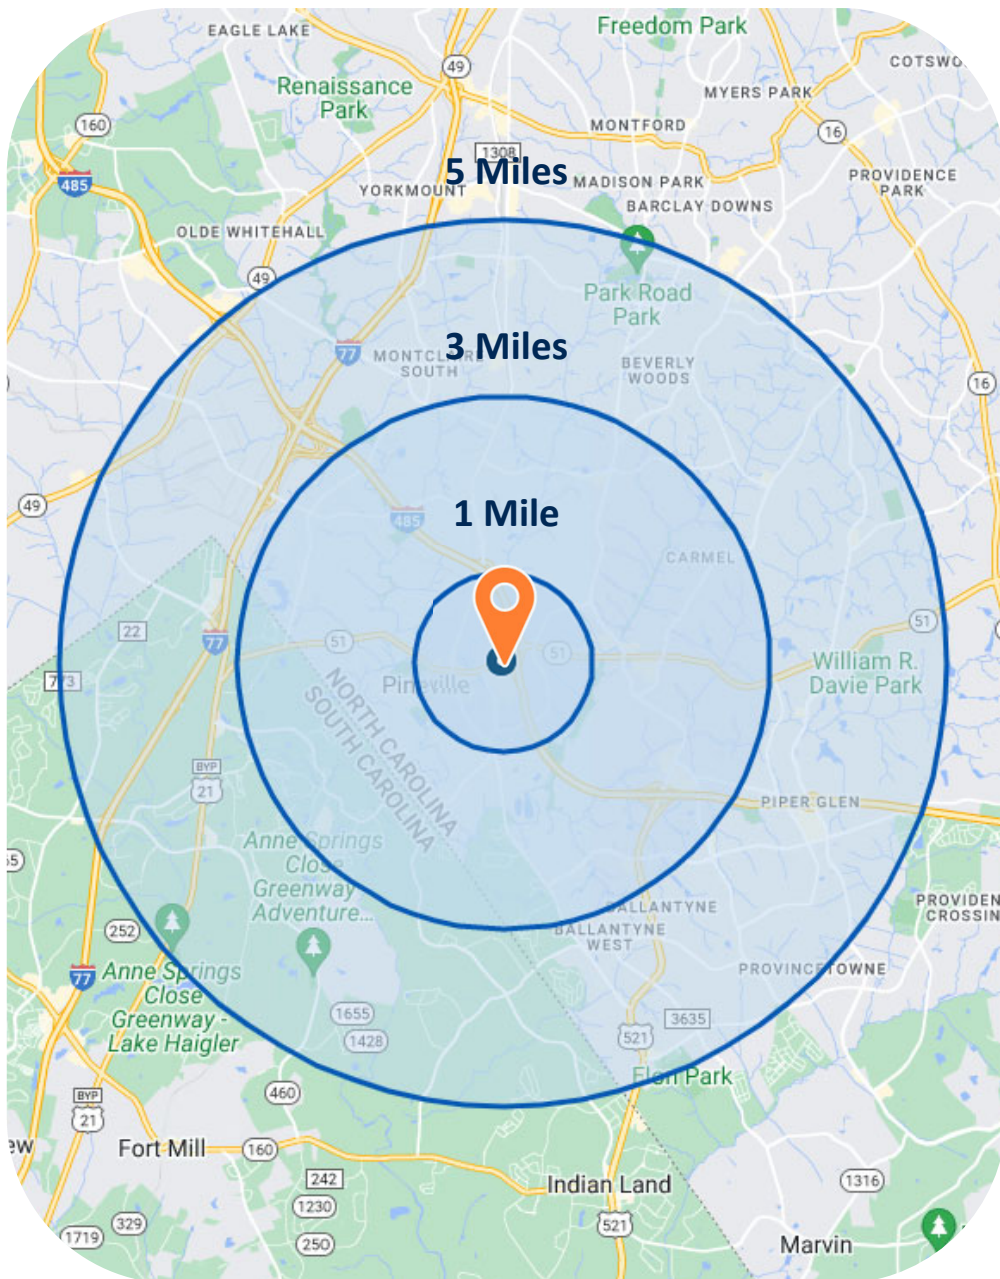 EAGLE LAKE
Freedom Park
49
COTSWO
Renaissance
Park
MYERS PARK
160
MONTFORD
16
1308
5 Miles
485
YORKMOUNT
MADISON PARK
PROVIDENCE
PARK
BARCLAY DOWNS
OLDE WHITEHALL
49
Park Road
Park
3 Miles
77
MONTCLAIRE
SOUTH
BEVERLY
WOODS
16
49
1 Mile
485
CARMEL
22
51
77
51
51
773
Pineville
William R.
Davie Park
NORTH CAROLINA
SOUTH CAROLINA
BYP
21
PIPER GLEN
Anne Springs
Close
Greenway
Adventure...
252
BALLANTYNE
BALLANTYNE
WEST
PROVIDEN
CROSSIN
77
Anne Springs
Close
Greenway -
Lake Haigler
PROVINCETOWNE
1655
1428
3635
521
Elon Park
460
BYP
21
ew
Fort Mill
160
242
Indian Land
1316
1230
329
521
1719
250
Marvin